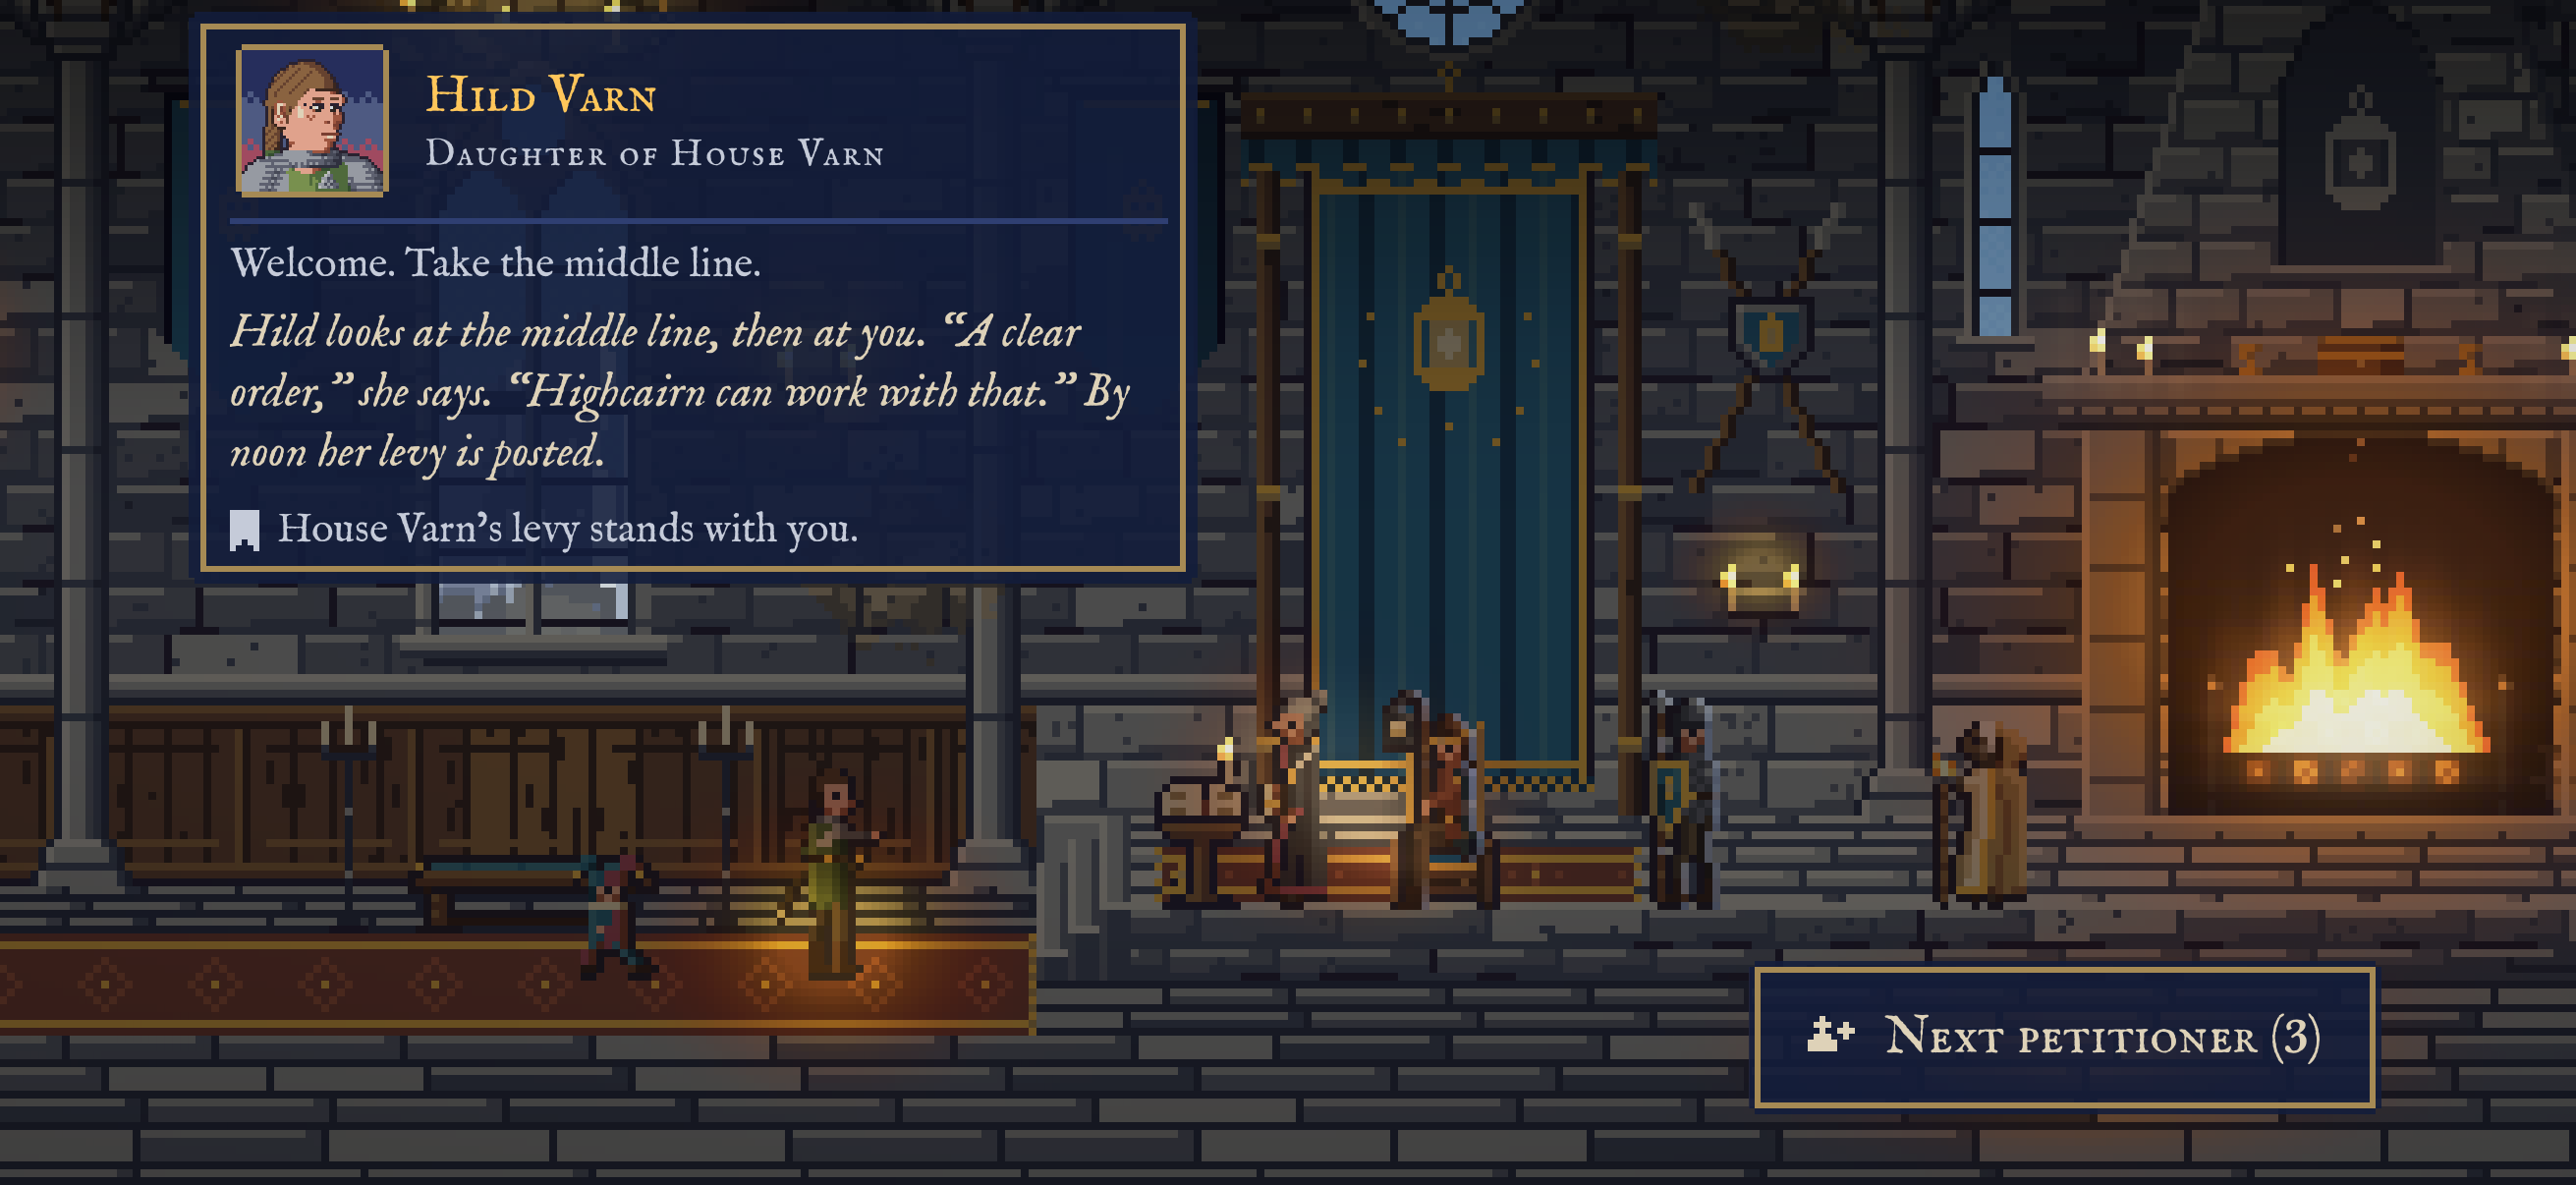 Hild Varn
Daughter of House Varn
Welcome. Take the middle line.
Hild looks at the middle line, then at you. “A clear
order,” she says. “Highcairn can work with that.” By
noon her levy is posted.
House Varn’s levy stands with you.
Next petitioner (3)